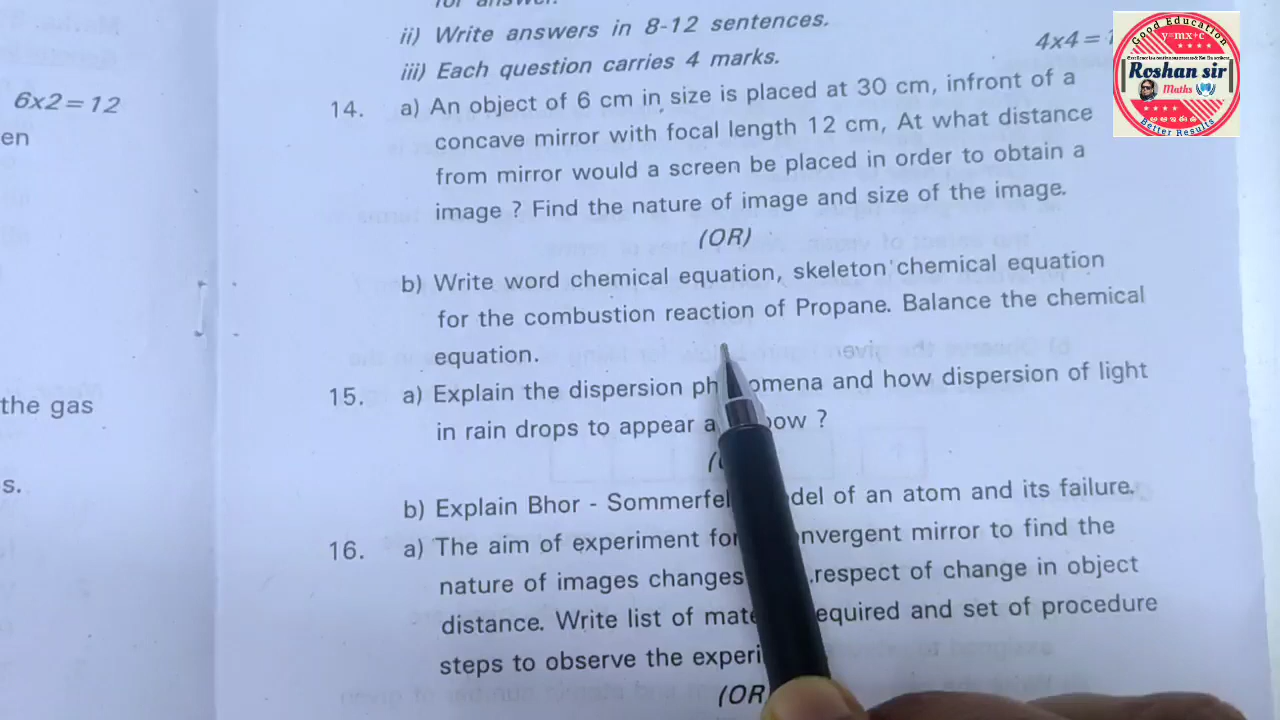 ii) Write answers in 8-12 sentences.
4x4=
iii) Each question carries 4 marks.
6x2=12
14. a) An object of 6 cm in size is placed at 30 cm, infront of a
concave mirror with focal length 12 cm, At what distance
from mirror would a screen be placed in order to obtain a
image ? Find the nature of image and size of the image.
(OR)
b) Write word chemical equation, skeleton chemical equation
for the combustion reaction of Propane. Balance the chemical
equation.
15. a) Explain the dispersion ph omena and how dispersion of light
in rain drops to appear a bow ?
b) Explain Bhor - Sommerfel del of an atom and its failure.
16. a) The aim of experiment for nvergent mirror to find the
nature of images changes respect of change in object
distance. Write list of mate equired and set of procedure
steps to observe the experi
(OR
en
the gas
s.
Good Education
y=mx+c
Roshan sir
Maths
Better Results